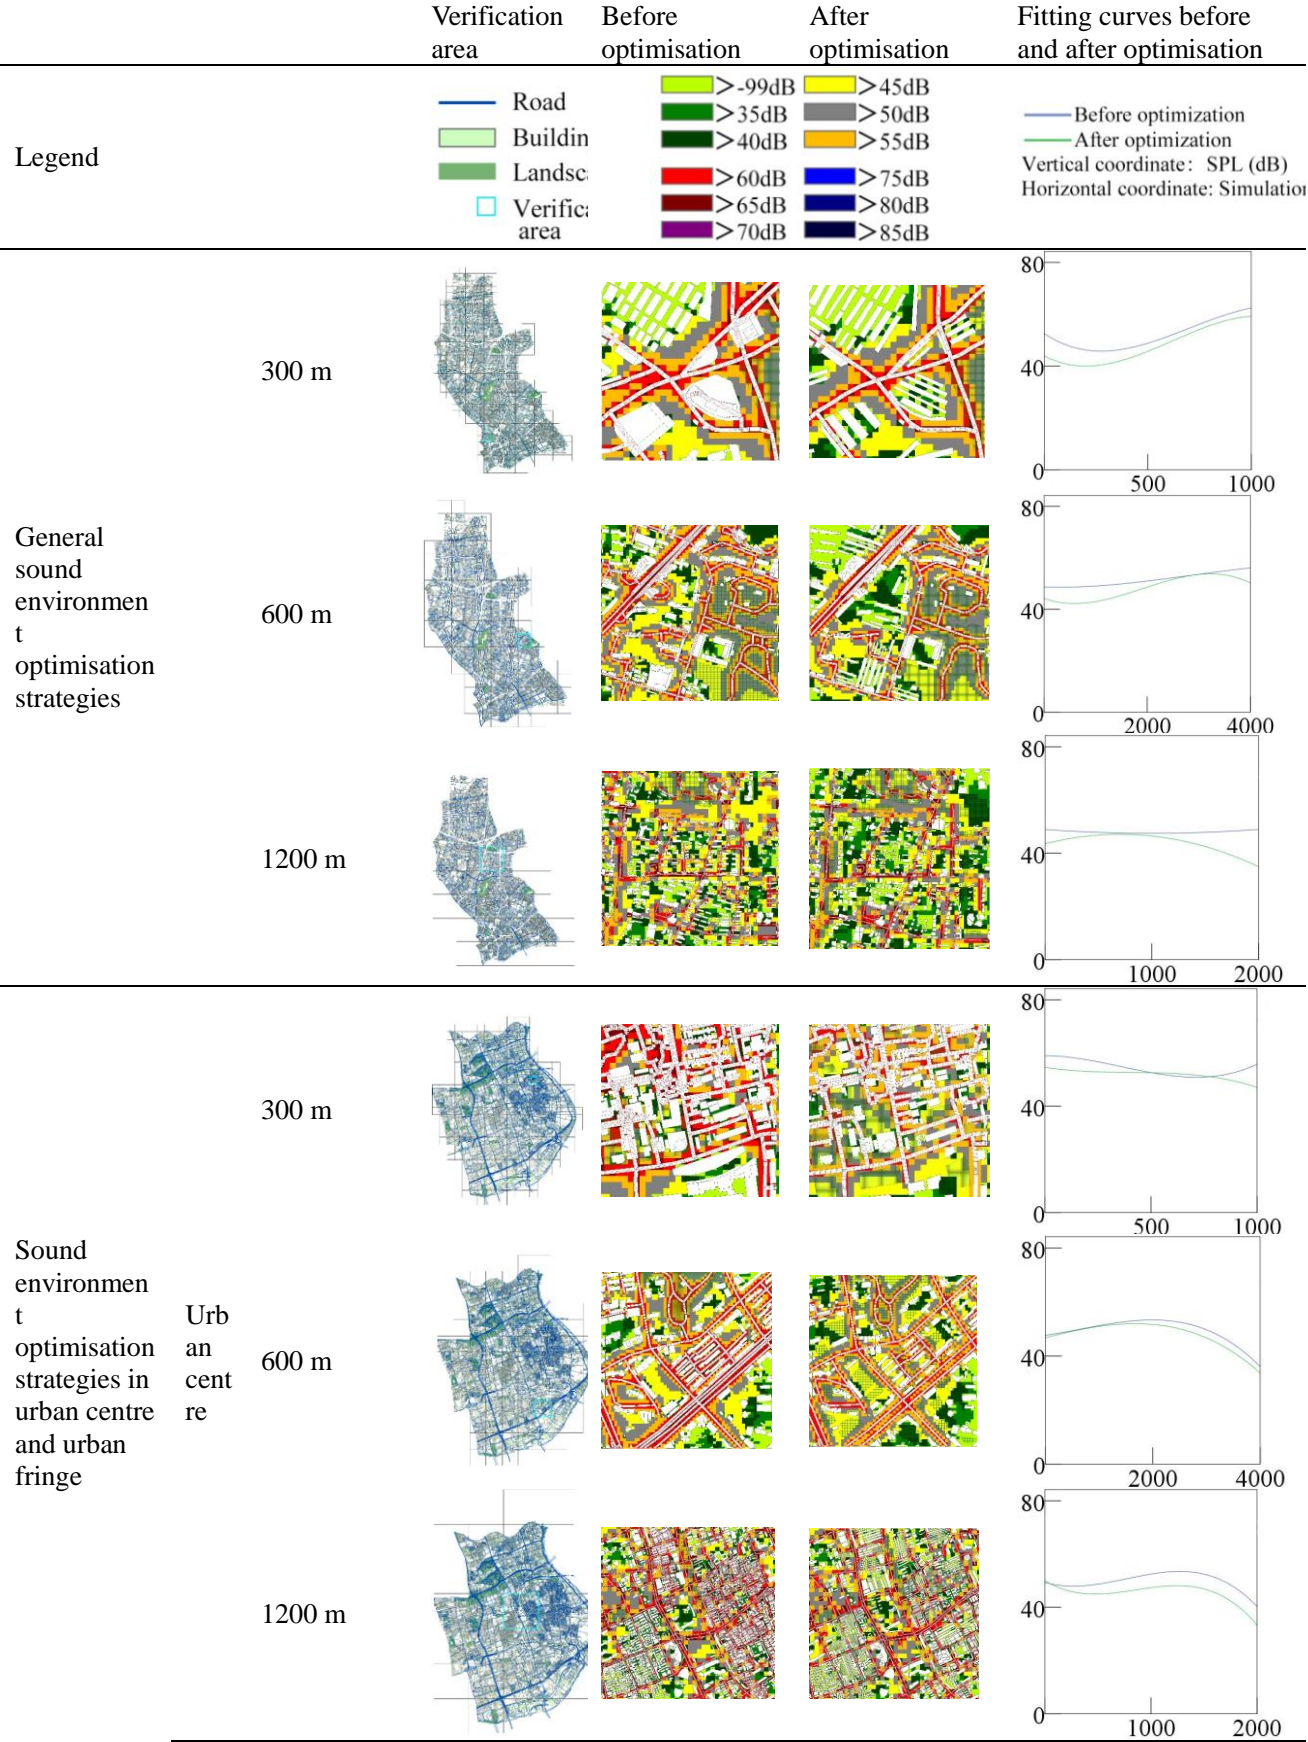 Verification
area
Before
optimisation
After
optimisation
Fitting curves before
and after optimisation
Legend
Road
Buildin
Landsc
Verifica
area
>-99dB
>35dB
>40dB
>60dB
>65dB
>70dB
>45dB
>50dB
>55dB
>75dB
>80dB
>85dB
Before optimization
After optimization
Vertical coordinate: SPL (dB)
Horizontal coordinate: Simulation
General
sound
environmen
t
optimisation
strategies
300 m
80
40
0
500 1000
600 m
80
40
0
2000 4000
1200 m
80
40
0
1000 2000
Sound
environmen
t
optimisation
strategies in
urban centre
and urban
fringe
Urb
an
cent
re
300 m
80
40
0
500 1000
600 m
80
40
0
2000 4000
1200 m
80
40
0
1000 2000